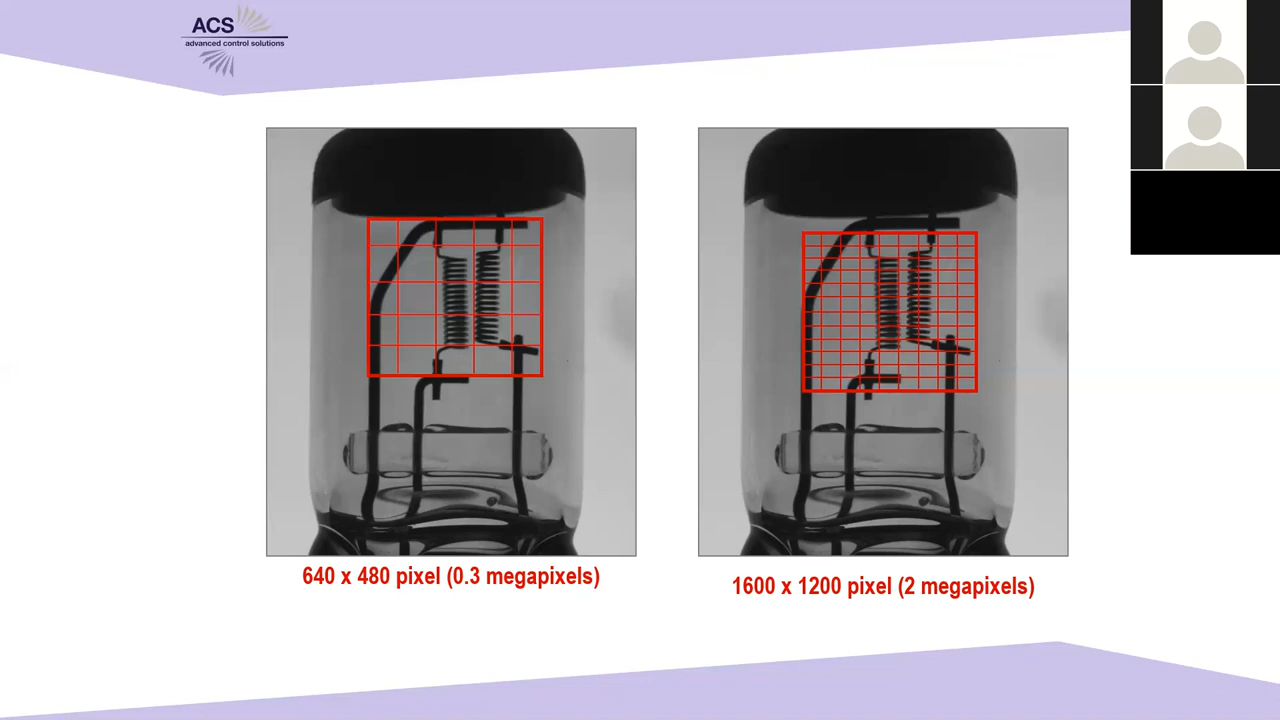 ACS
advanced control solutions
640 x 480 pixel (0.3 megapixels)
1600 x 1200 pixel (2 megapixels)